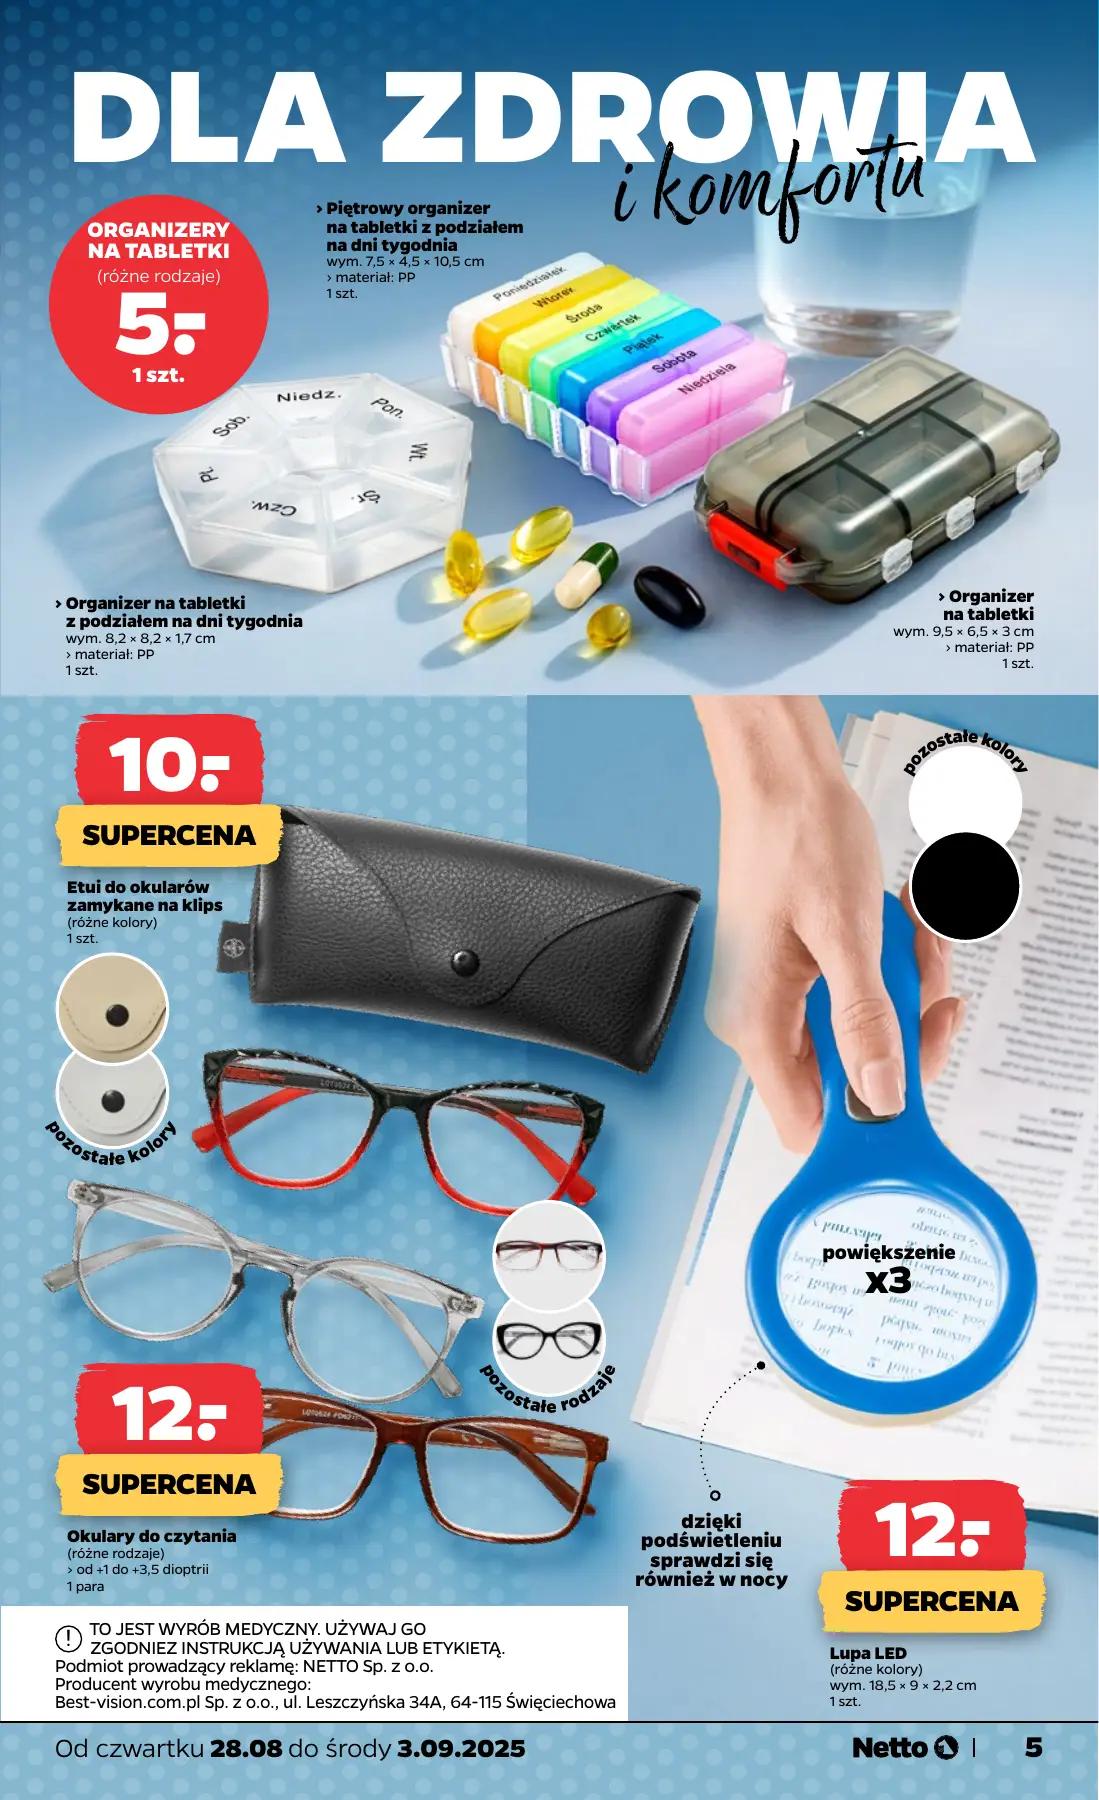 DLA ZDROWIA
i komfortu
ORGANIZERY
NA TABLETKI
(różne rodzaje)
5.-
1 szt.
› Piętrowy organizer
na tabletki z podziałem
na dni tygodnia
wym. 7,5 × 4,5 × 10,5 cm
› materiał: PP
1 szt.
Poniedziałek
Wtorek
Środa
Czwartek
Piątek
Sobota
Niedziela
Niedz.
Pon.
Wt.
Śr.
Czw.
Pt.
Sob.
› Organizer na tabletki
z podziałem na dni tygodnia
wym. 8,2 × 8,2 × 1,7 cm
› materiał: PP
1 szt.
› Organizer
na tabletki
wym. 9,5 × 6,5 × 3 cm
› materiał: PP
1 szt.
10.-
SUPERCENA
Etui do okularów
zamykane na klips
(różne kolory)
1 szt.
pozostałe kolory
pozostałe kolory
powiększenie
x3
pozostałe rodzaje
12.-
SUPERCENA
Okulary do czytania
(różne rodzaje)
› od +1 do +3,5 dioptrii
1 para
dzięki
podświetleniu
sprawdzi się
również w nocy
12.-
SUPERCENA
Lupa LED
(różne kolory)
wym. 18,5 × 9 × 2,2 cm
1 szt.
TO JEST WYRÓB MEDYCZNY. UŻYWAJ GO
ZGODNIEZ INSTRUKCJĄ UŻYWANIA LUB ETYKIETĄ.
Podmiot prowadzący reklamę: NETTO Sp. z o.o.
Producent wyrobu medycznego:
Best-vision.com.pl Sp. z o.o., ul. Leszczyńska 34A, 64-115 Święciechowa
Od czwartku 28.08 do środy 3.09.2025
Netto | 5